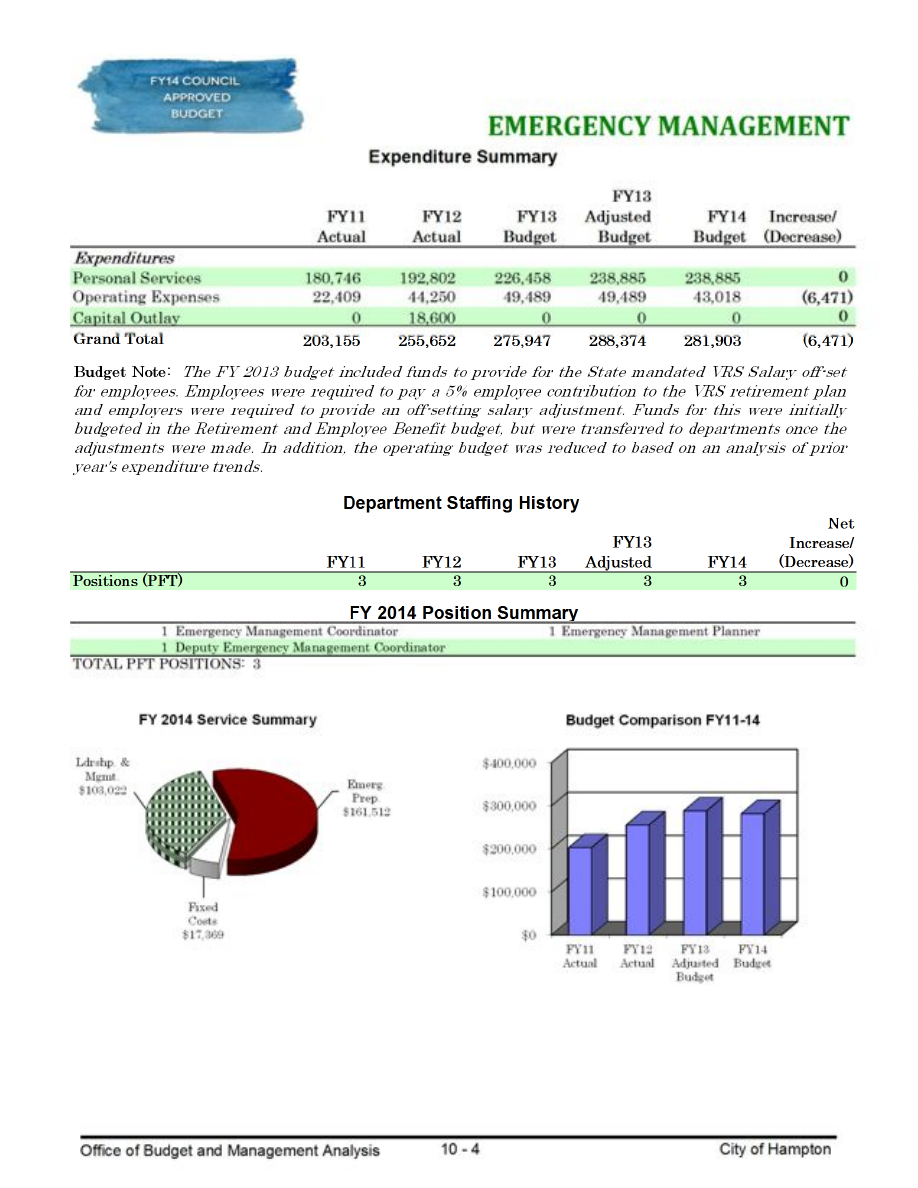 FY14 COUNCIL
APPROVED
BUDGET
EMERGENCY MANAGEMENT
Expenditure Summary
FY13
FY11 FY12 FY13 Adjusted FY14 Increase/
Actual Actual Budget Budget Budget (Decrease)
Expenditures
Personal Services 180,746 192,802 226,458 238,885 238,885 0
Operating Expenses 22,409 44,250 49,489 49,489 43,018 (6,471)
Capital Outlay 0 18,600 0 0 0 0
Grand Total 203,155 255,652 275,947 288,374 281,903 (6,471)
Budget Note: The FY 2013 budget included funds to provide for the State mandated VRS Salary off-set
for employees. Employees were required to pay a 5% employee contribution to the VRS retirement plan
and employers were required to provide an off-setting salary adjustment. Funds for this were initially
budgeted in the Retirement and Employee Benefit budget, but were transferred to departments once the
adjustments were made. In addition, the operating budget was reduced to based on an analysis of prior
year's expenditure trends.
Department Staffing History
Net
FY13 Increase/
FY11 FY12 FY13 Adjusted FY14 (Decrease)
Positions (PFT) 3 3 3 3 3 0
FY 2014 Position Summary
1 Emergency Management Coordinator 1 Emergency Management Planner
1 Deputy Emergency Management Coordinator
TOTAL PFT POSITIONS: 3
FY 2014 Service Summary
Ldrshp. &
Mgmt.
$103,022
Emerg.
Prep.
$161,512
Fixed
Costs
$17,369
Budget Comparison FY11-14
$400,000
$300,000
$200,000
$100,000
$0
FY11 FY12 FY13 FY14
Actual Actual Adjusted Budget
Budget
Office of Budget and Management Analysis 10 - 4 City of Hampton